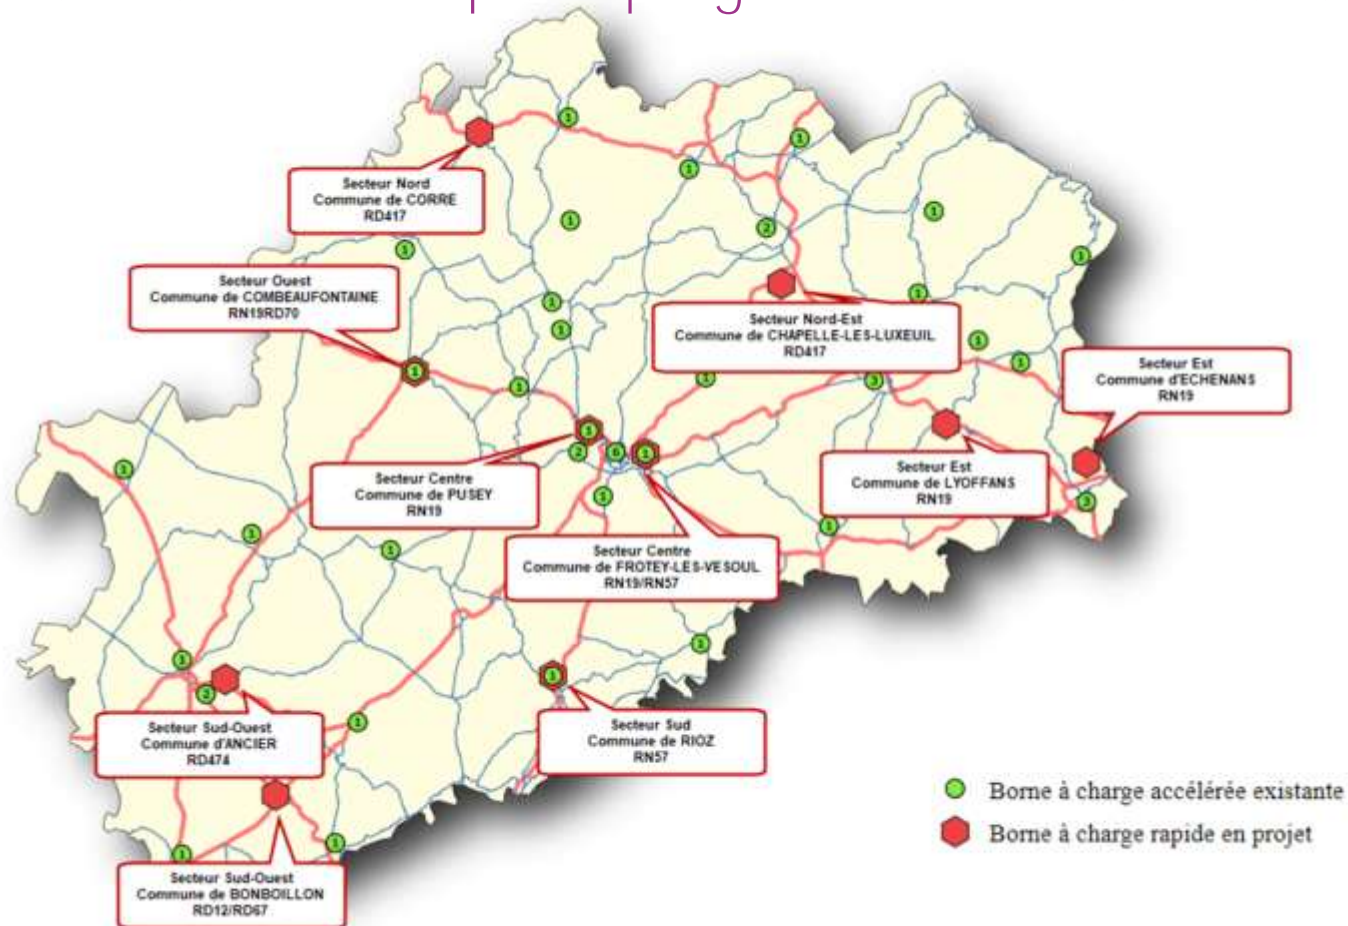 Secteur Nord
Commune de CORRE
RD417
Secteur Ouest
Commune de COMBEAUFONTAINE
RN19RD70
Secteur Nord-Est
Commune de CHAPELLE-LES-LUXEUIL
RD417
Secteur Est
Commune d'ECHENANS
RN19
Secteur Centre
Commune de PUSEY
RN19
Secteur Est
Commune de LYOFFANS
RN19
Secteur Centre
Commune de FROTEY-LES-VESOUL
RN19/RN57
Secteur Sud-Ouest
Commune d'ANCIER
RD474
Secteur Sud
Commune de RIOZ
RN57
Secteur Sud-Ouest
Commune de BONBOILLON
RD12/RD67
Borne à charge accélérée existante
Borne à charge rapide en projet